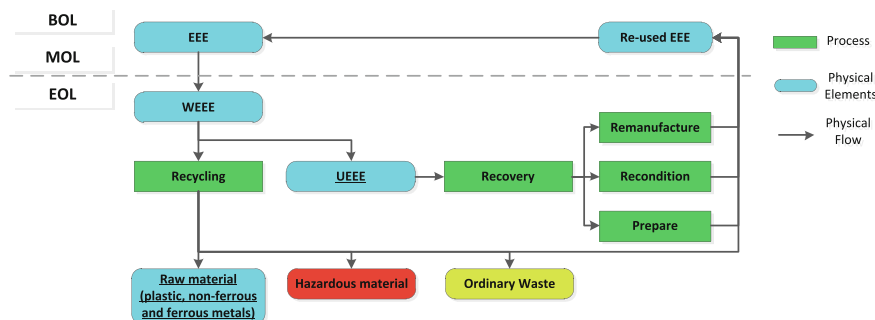 BOL
MOL
EOL
EEE
Re-used EEE
WEEE
Recycling
UEEE
Recovery
Remanufacture
Recondition
Prepare
Raw material
(plastic, non-ferrous
and ferrous metals)
Hazardous material
Ordinary Waste
Process
Physical
Elements
Physical
Flow